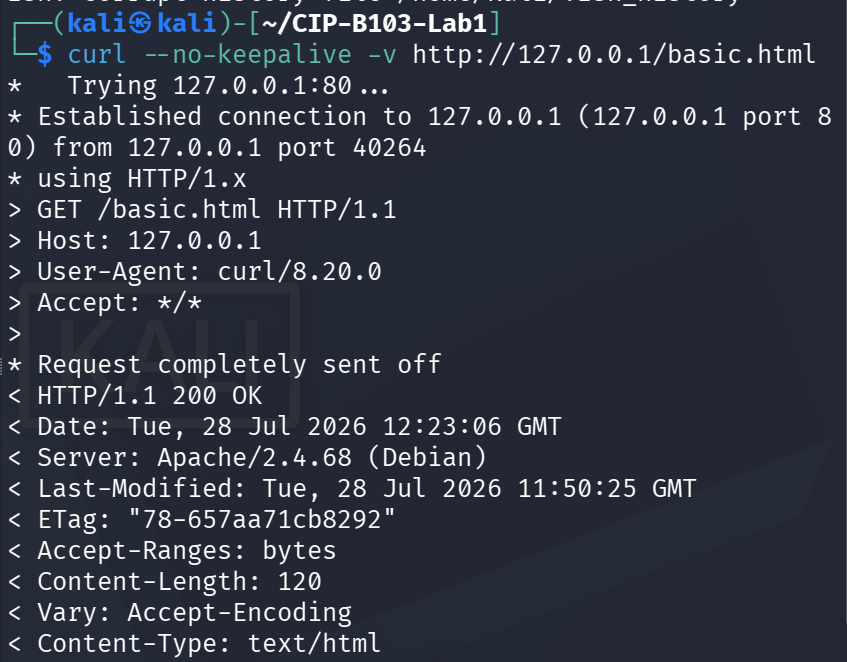 ┌──(kali㉿kali)-[~/CIP-B103-Lab1]
└─$ curl --no-keepalive -v http://127.0.0.1/basic.html
*   Trying 127.0.0.1:80...
* Established connection to 127.0.0.1 (127.0.0.1 port 8
0) from 127.0.0.1 port 40264
* using HTTP/1.x
> GET /basic.html HTTP/1.1
> Host: 127.0.0.1
> User-Agent: curl/8.20.0
> Accept: */*
>
* Request completely sent off
< HTTP/1.1 200 OK
< Date: Tue, 28 Jul 2026 12:23:06 GMT
< Server: Apache/2.4.68 (Debian)
< Last-Modified: Tue, 28 Jul 2026 11:50:25 GMT
< ETag: "78-657aa71cb8292"
< Accept-Ranges: bytes
< Content-Length: 120
< Vary: Accept-Encoding
< Content-Type: text/html
KALI